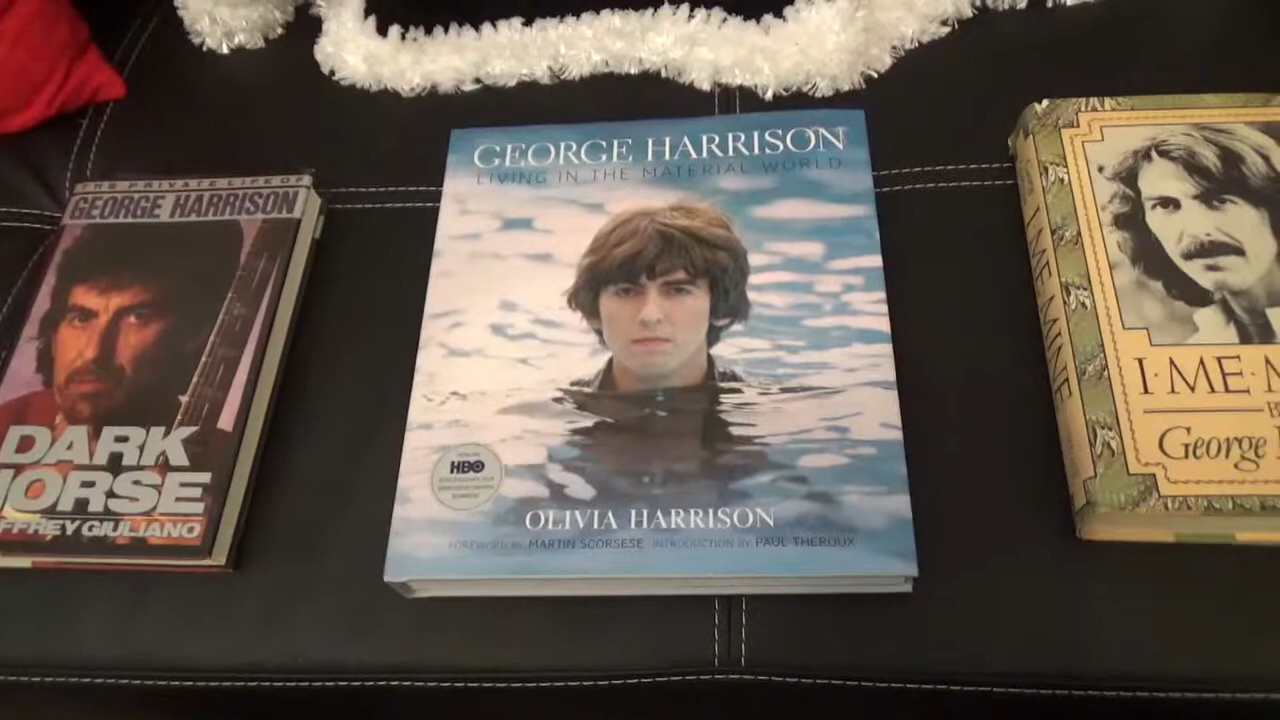 THE PRIVATE LIFE OF
GEORGE HARRISON
DARK
HORSE
FFREY GIULIANO
GEORGE HARRISON
LIVING IN THE MATERIAL WORLD
HBO
OLIVIA HARRISON
FOREWORD BY MARTIN SCORSESE INTRODUCTION BY PAUL THEROUX
I ME MINE
I·ME·M
George